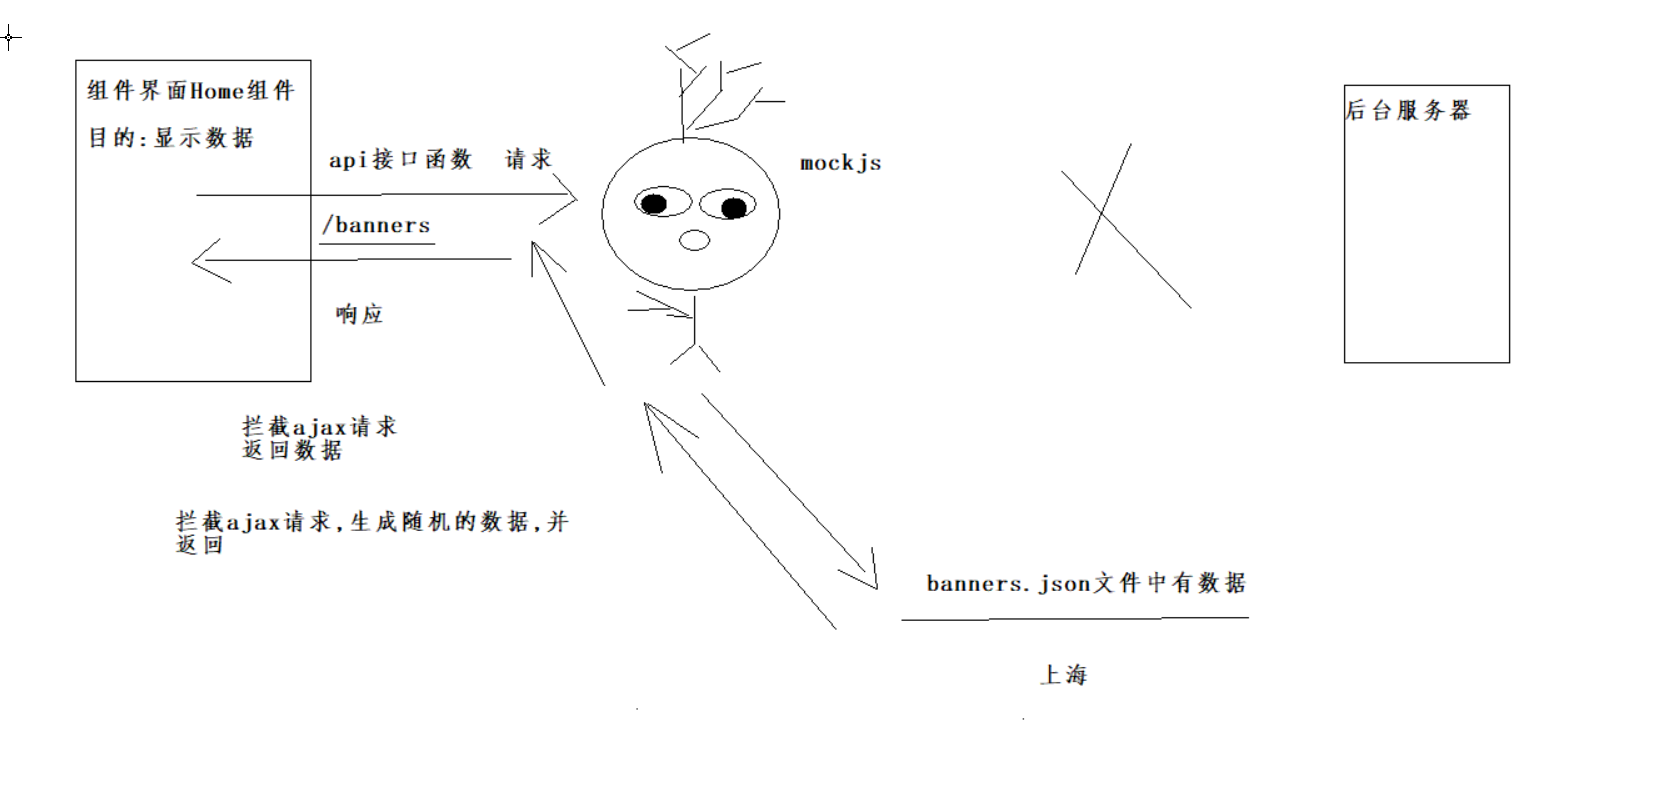 组件界面Home组件
目的:显示数据
api接口函数 请求
/banners
响应
mockjs
后台服务器
拦截ajax请求
返回数据
拦截ajax请求,生成随机的数据,并
返回
banners.json文件中有数据
上海